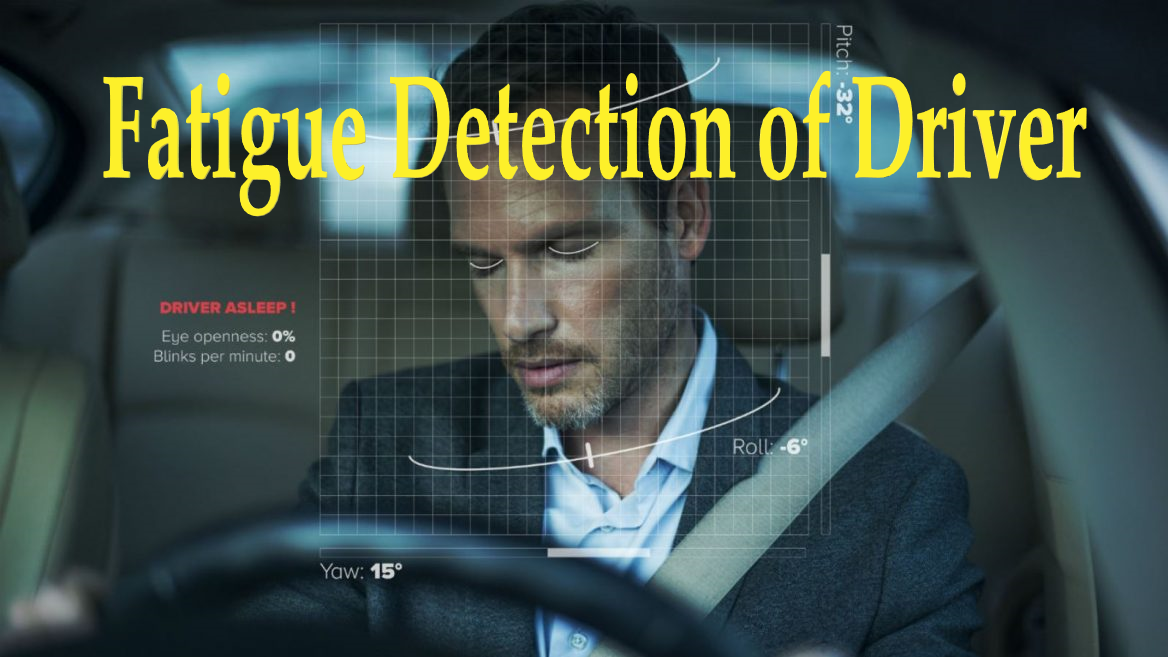 Fatigue Detection of Driver
Pitch: -32°
DRIVER ASLEEP !
Eye openness: 0%
Blinks per minute: 0
Roll: -6°
Yaw: 15°